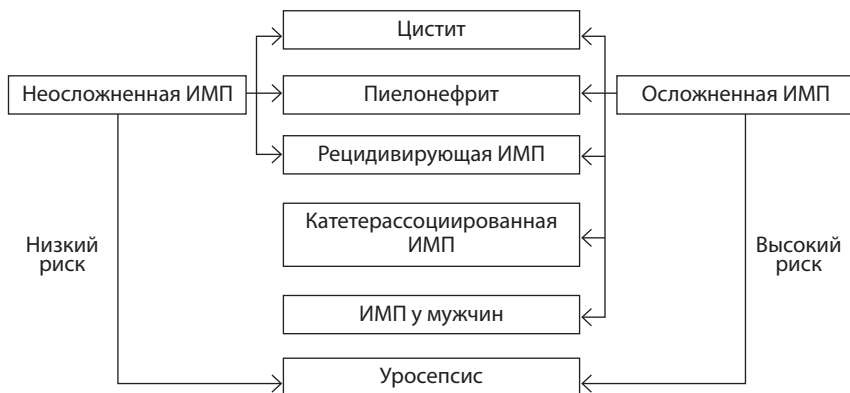 Цистит
Неосложненная ИМП
Пиелонефрит
Осложненная ИМП
Рецидивирующая ИМП
Катетерассоциированная
ИМП
Низкий
риск
Высокий
риск
ИМП у мужчин
Уросепсис